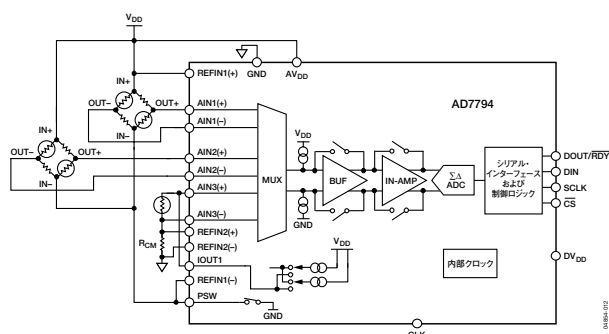 VDD
GND
AVDD
REFIN1(+)
AD7794
IN+
OUT–
OUT+
IN–
AIN1(+)
AIN1(–)
IN+
OUT–
OUT+
IN–
AIN2(+)
AIN2(–)
AIN3(+)
AIN3(–)
REFIN2(+)
RCM
REFIN2(–)
IOUT1
REFIN1(–)
PSW
GND
MUX
VDD
GND
BUF
IN-AMP
ΣΔ
ADC
シリアル・
インターフェース
および
制御ロジック
DOUT/RDY
DIN
SCLK
CS
VDD
内部クロック
DVDD
CLK
04854-012